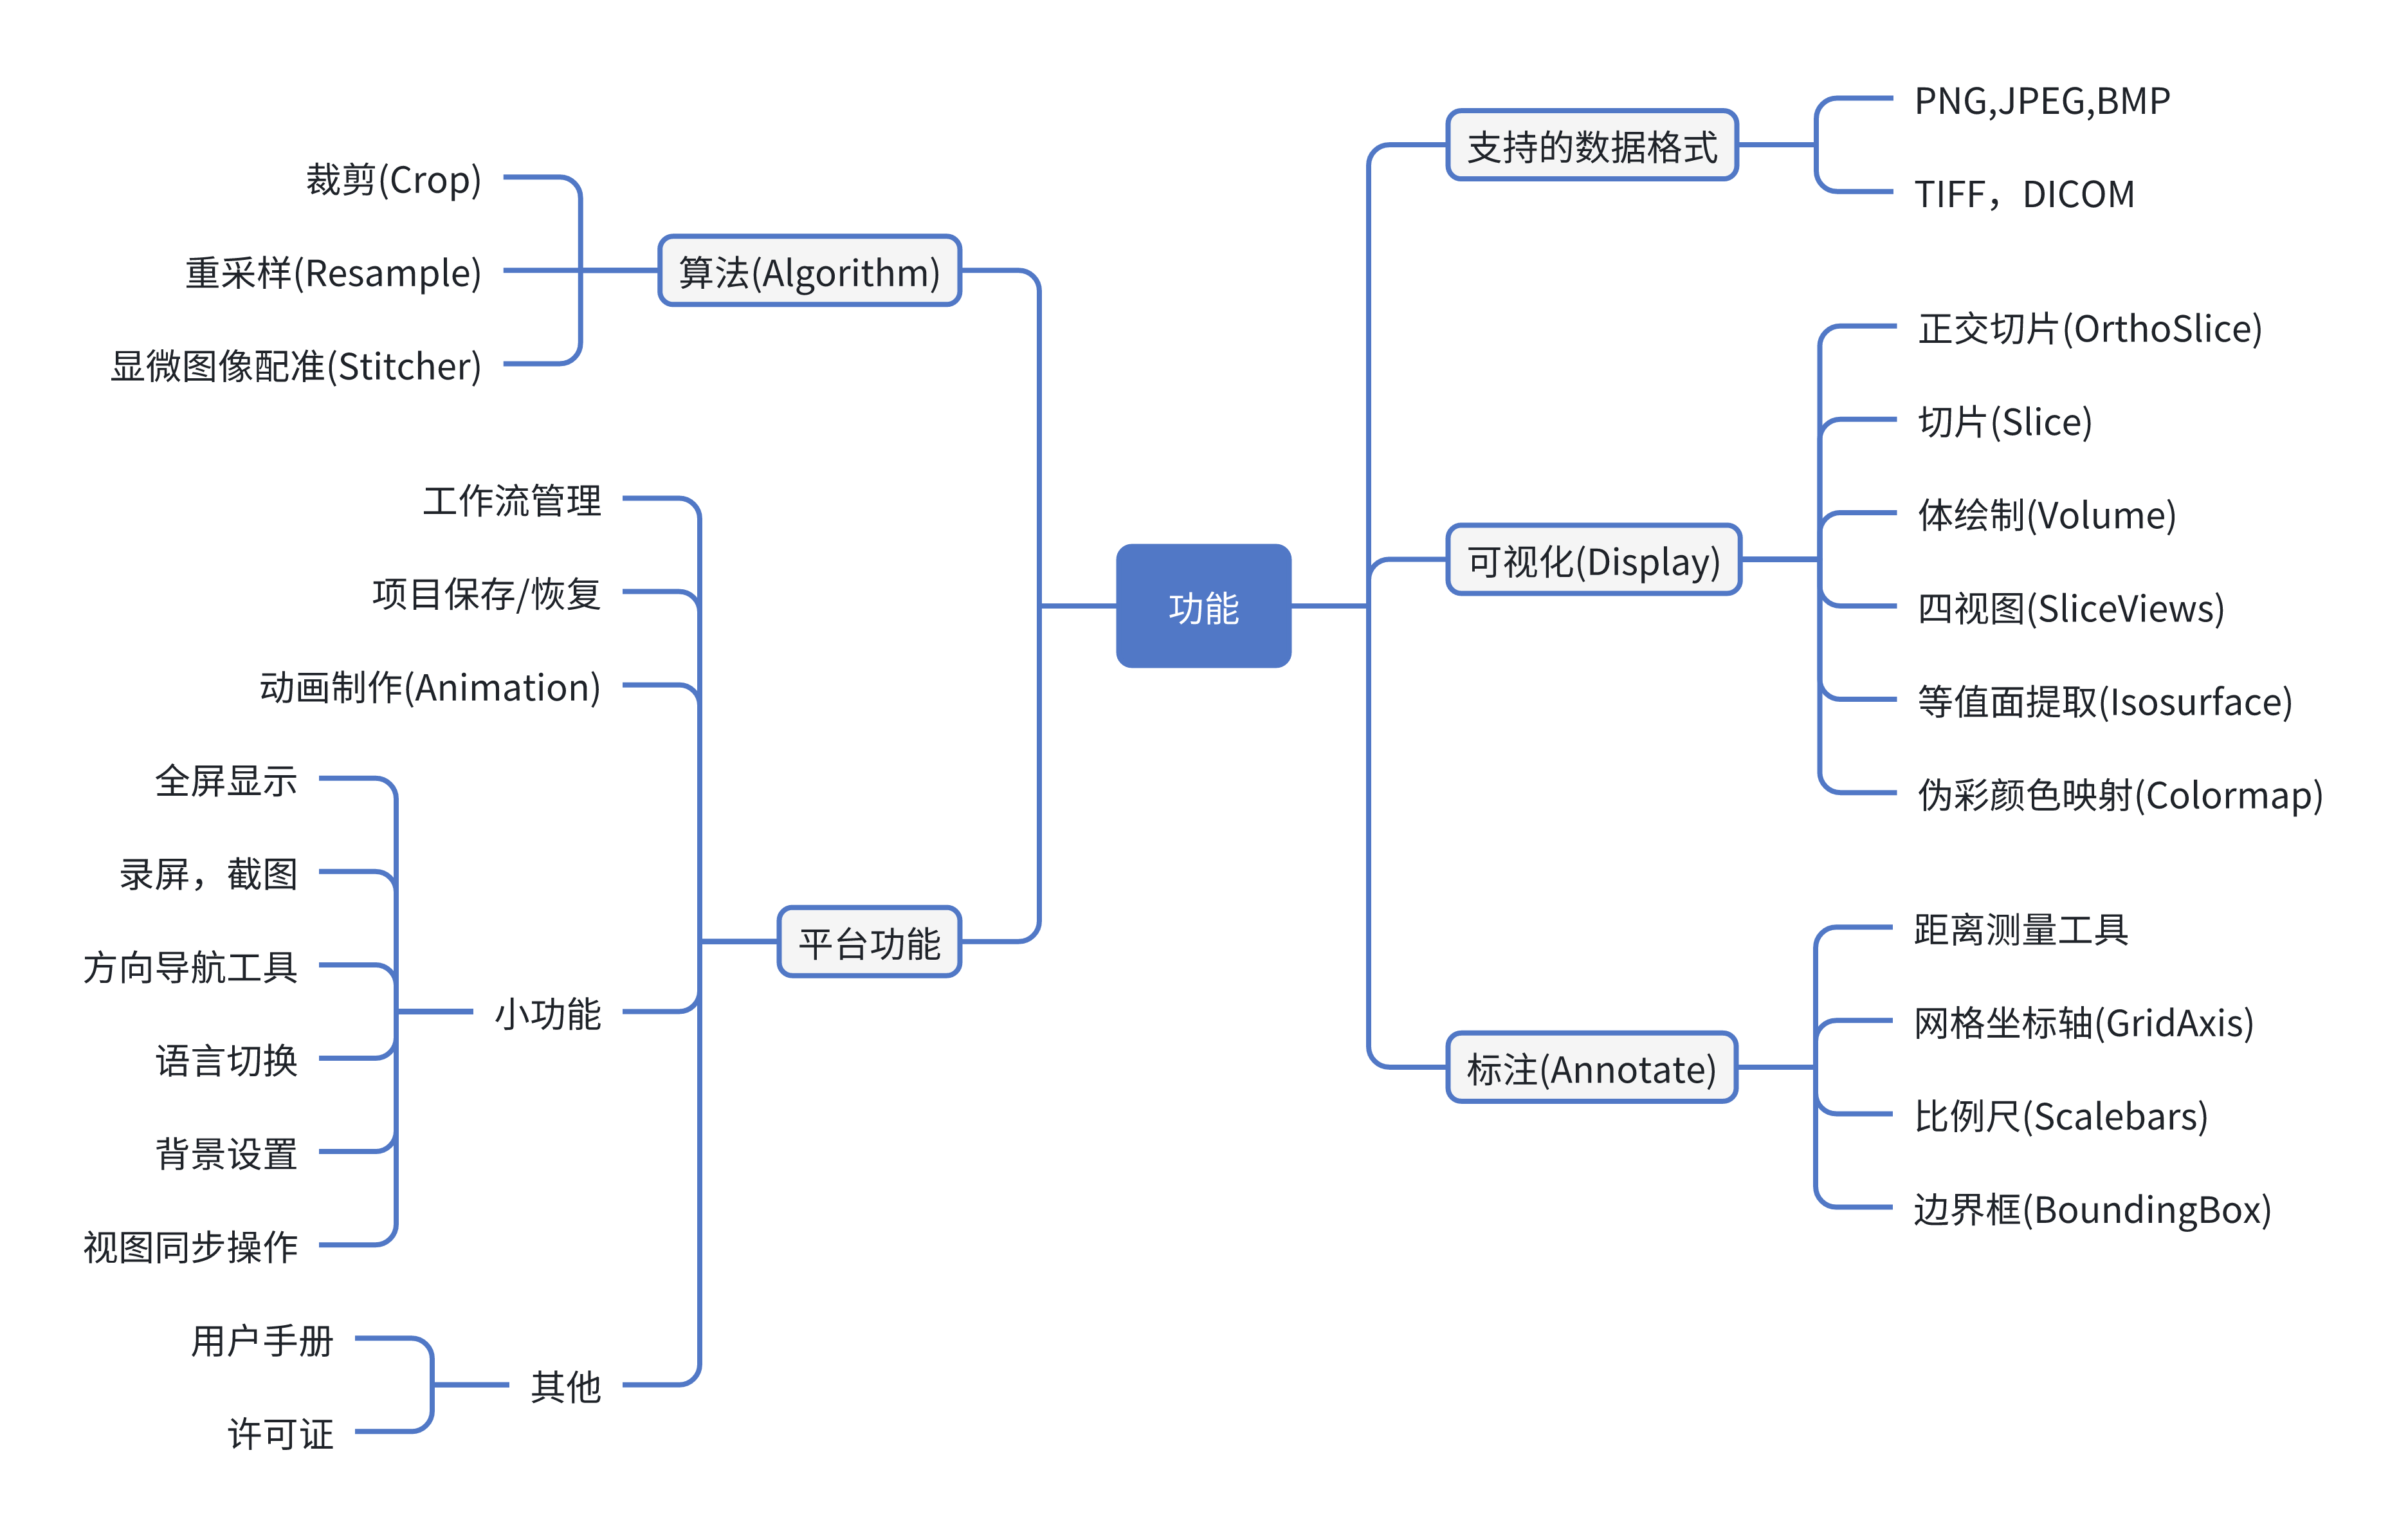 功能
支持的数据格式
PNG,JPEG,BMP
TIFF，DICOM
可视化(Display)
正交切片(OrthoSlice)
切片(Slice)
体绘制(Volume)
四视图(SliceViews)
等值面提取(Isosurface)
伪彩颜色映射(Colormap)
标注(Annotate)
距离测量工具
网格坐标轴(GridAxis)
比例尺(Scalebars)
边界框(BoundingBox)
算法(Algorithm)
裁剪(Crop)
重采样(Resample)
显微图像配准(Stitcher)
平台功能
工作流管理
项目保存/恢复
动画制作(Animation)
小功能
全屏显示
录屏，截图
方向导航工具
语言切换
背景设置
视图同步操作
其他
用户手册
许可证